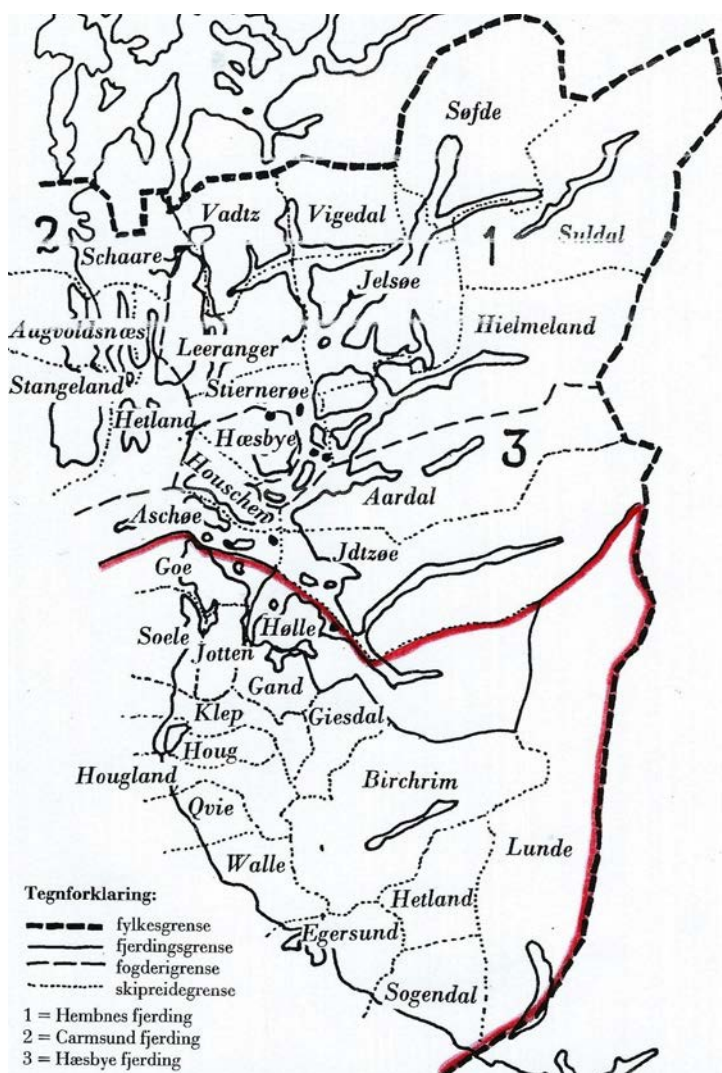 Søfde
Vadtz
Vigedal
2
Schaare
1
Suldal
Jelsøe
Augvoldsnæs
Leeranger
Hielmeland
Stangeland
Stiernerøe
Hetland
Hæsbye
3
Houschen
Aardal
Aschøe
Jdtzøe
Goe
Soele
Hølle
Jotten
Gand
Klep
Giesdal
Houg
Hougland
Birchrim
Qvie
Walle
Lunde
Hetland
Egersund
Sogendal
Tegnforklaring:
fylkesgrense
fjerdingsgrense
fogderigrense
skipreidegrense
1 = Hembnes fjerding
2 = Carmsund fjerding
3 = Hæsbye fjerding